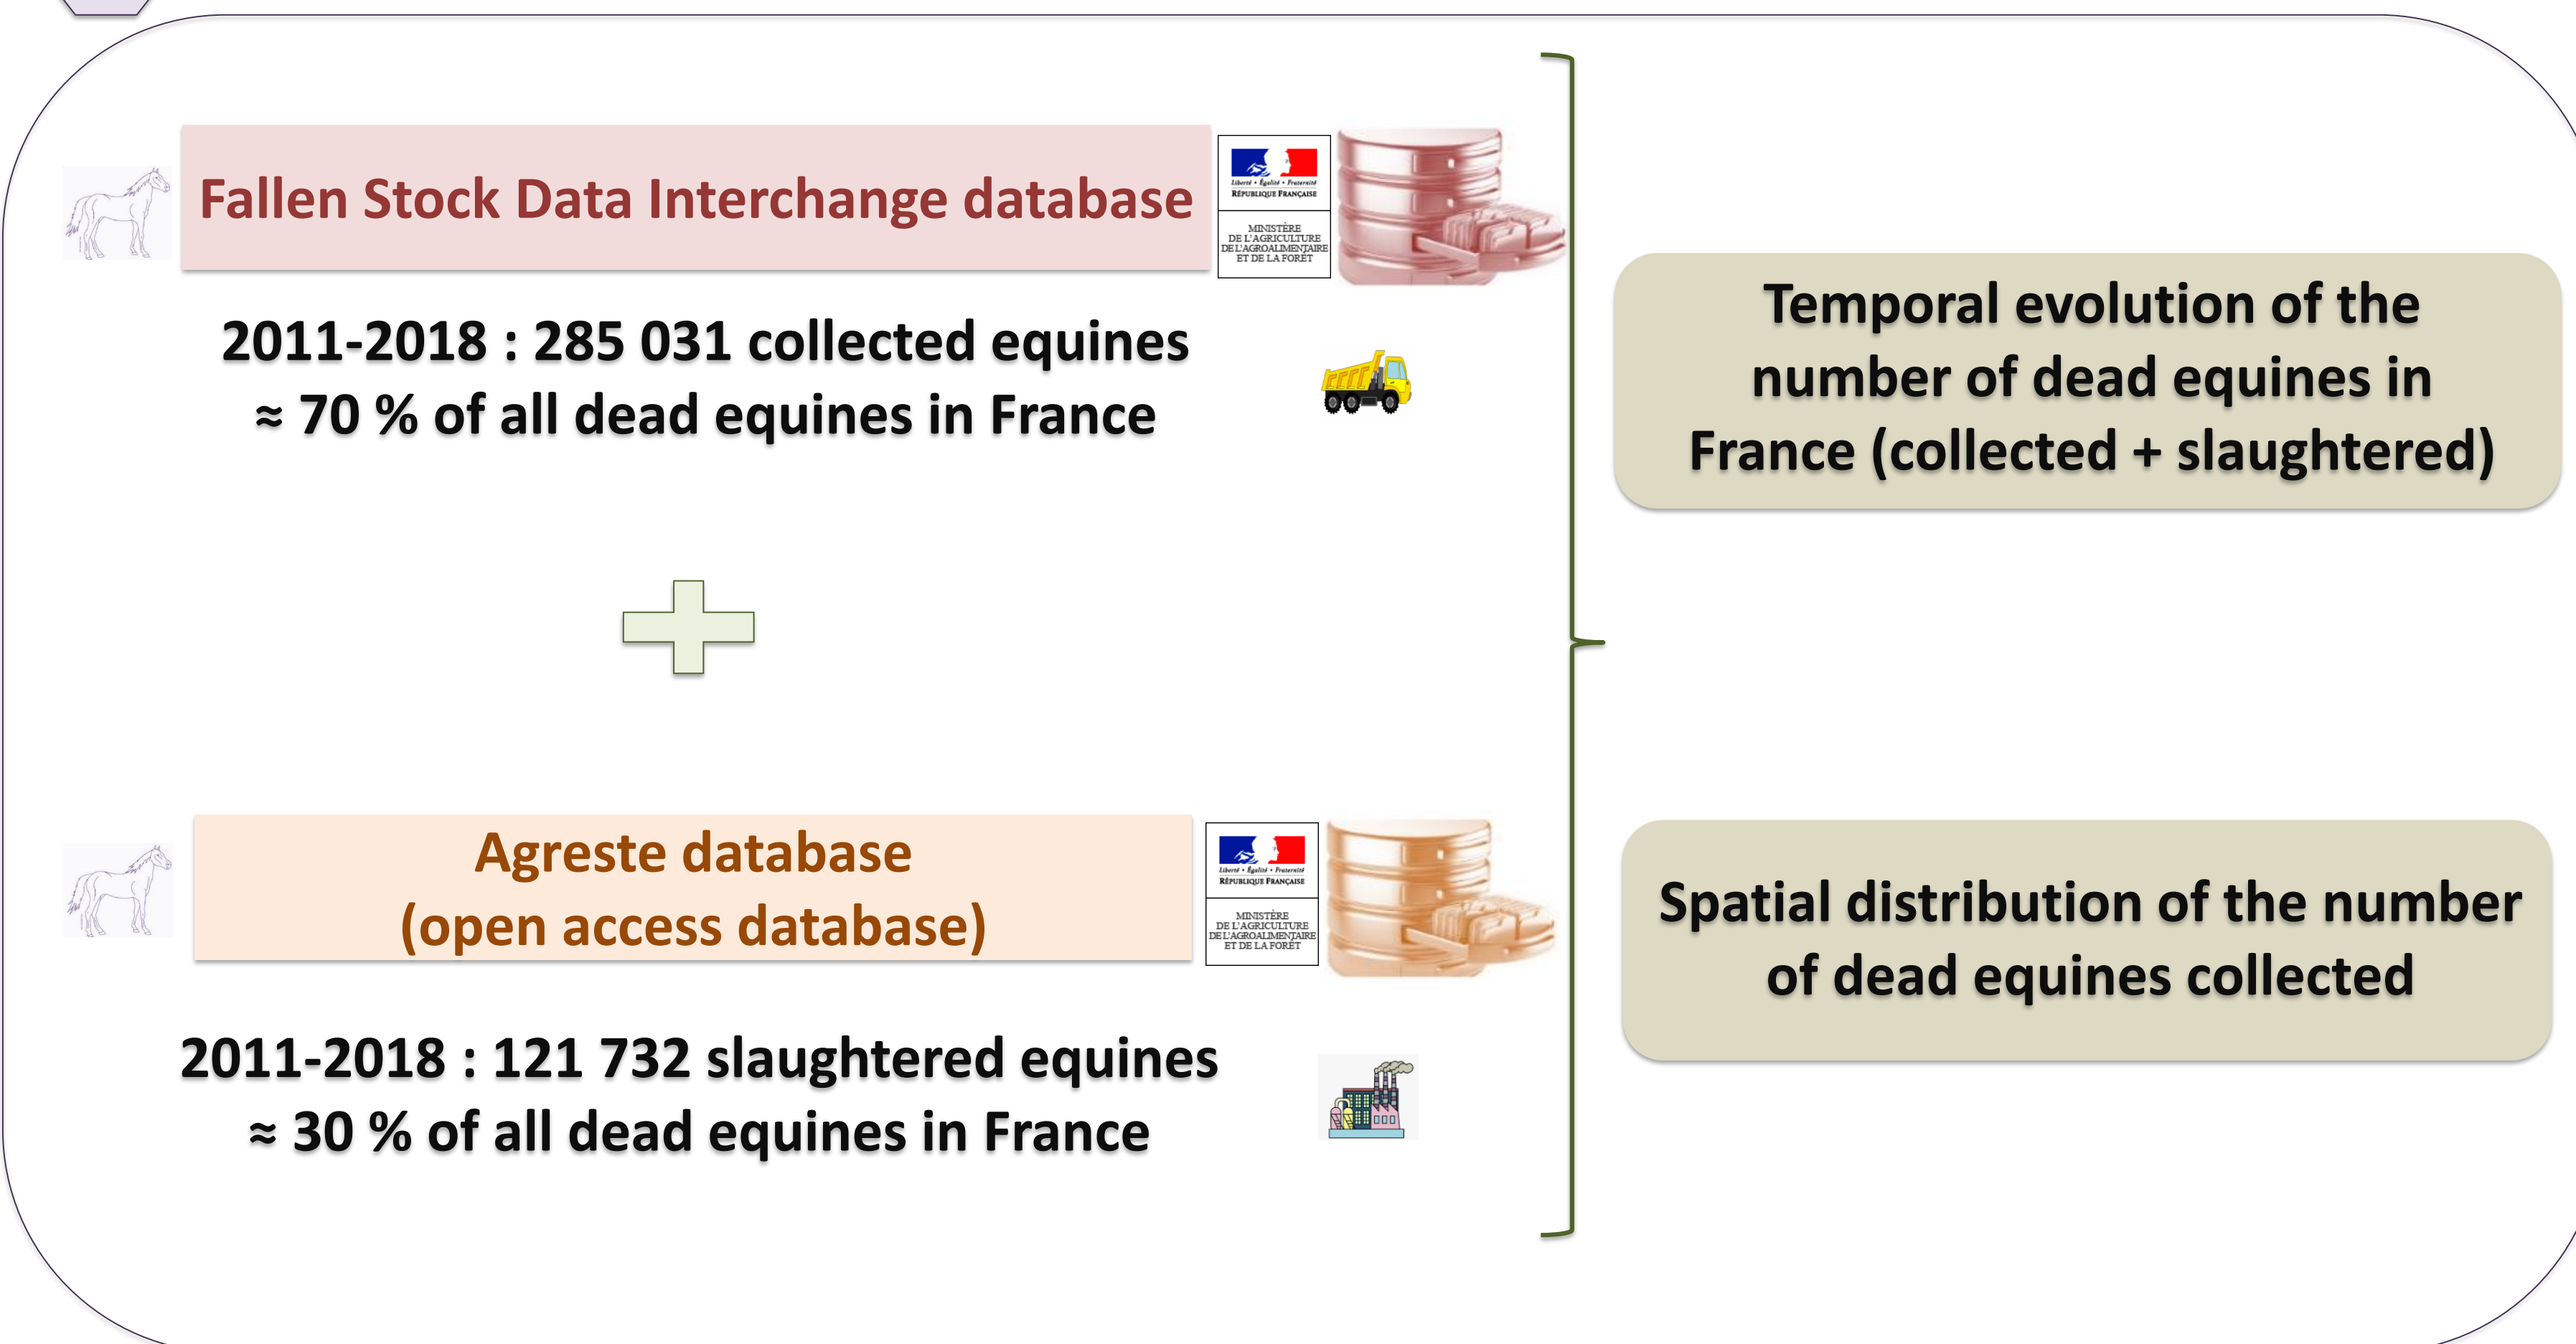 Fallen Stock Data Interchange database
Liberté • Égalité • Fraternité
RÉPUBLIQUE FRANÇAISE
MINISTÈRE
DE L'AGRICULTURE
DE L'AGROALIMENTAIRE
ET DE LA FORÊT
2011-2018 : 285 031 collected equines
≈ 70 % of all dead equines in France
Agreste database
(open access database)
Liberté • Égalité • Fraternité
RÉPUBLIQUE FRANÇAISE
MINISTÈRE
DE L'AGRICULTURE
DE L'AGROALIMENTAIRE
ET DE LA FORÊT
2011-2018 : 121 732 slaughtered equines
≈ 30 % of all dead equines in France
Temporal evolution of the
number of dead equines in
France (collected + slaughtered)
Spatial distribution of the number
of dead equines collected